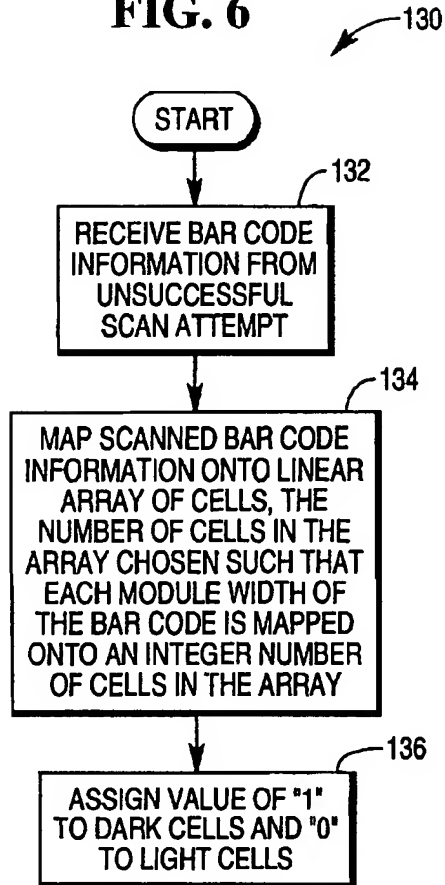 FIG. 6
130
START
132
RECEIVE BAR CODE
INFORMATION FROM
UNSUCCESSFUL
SCAN ATTEMPT
134
MAP SCANNED BAR CODE
INFORMATION ONTO LINEAR
ARRAY OF CELLS, THE
NUMBER OF CELLS IN THE
ARRAY CHOSEN SUCH THAT
EACH MODULE WIDTH OF
THE BAR CODE IS MAPPED
ONTO AN INTEGER NUMBER
OF CELLS IN THE ARRAY
136
ASSIGN VALUE OF "1"
TO DARK CELLS AND "0"
TO LIGHT CELLS